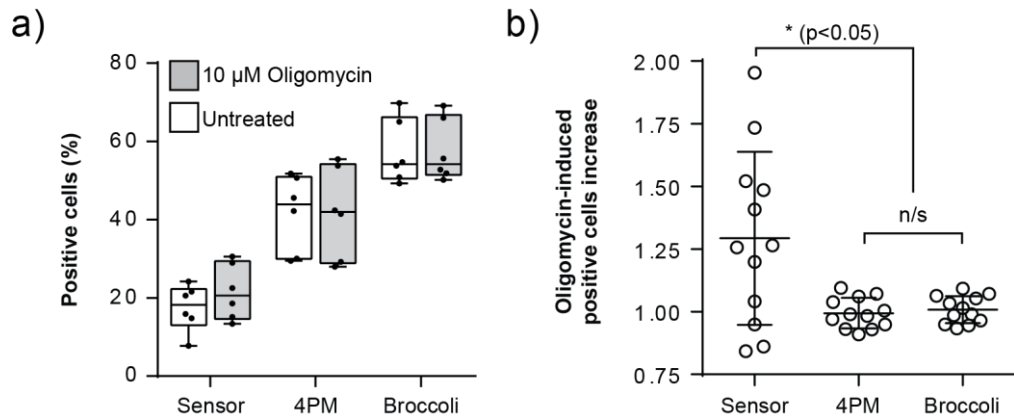 a)
Positive cells (%)
80
60
40
20
0
10 µM Oligomycin
Untreated
Sensor 4PM Broccoli
b)
Oligomycin-induced
positive cells increase
2.00
1.75
1.50
1.25
1.00
0.75
* (p<0.05)
n/s
Sensor 4PM Broccoli